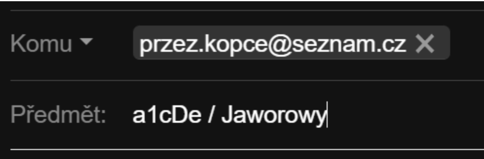 Komu
przez.kopce@seznam.cz
Předmět: a1cDe / Jaworowy